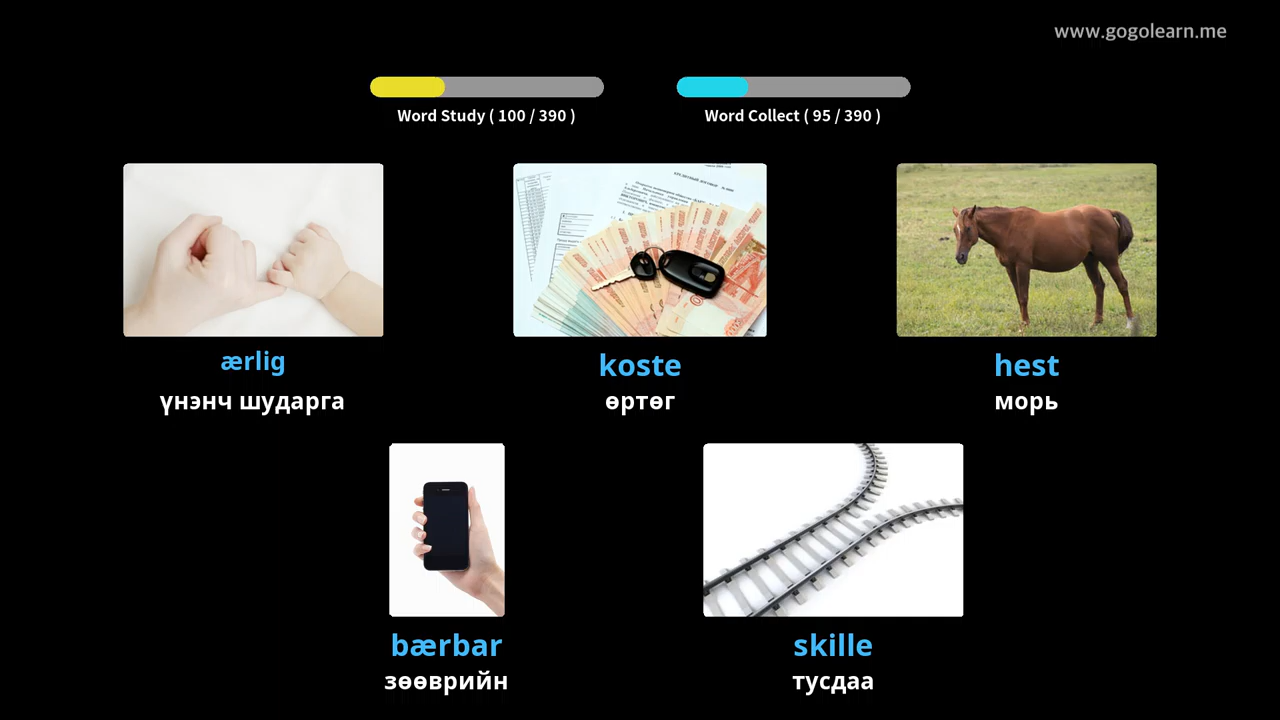 www.gogolearn.me
Word Study ( 100 / 390 )
Word Collect ( 95 / 390 )
ærlig
үнэнч шударга
koste
өртөг
hest
морь
bærbar
зөөврийн
skille
тусдаа